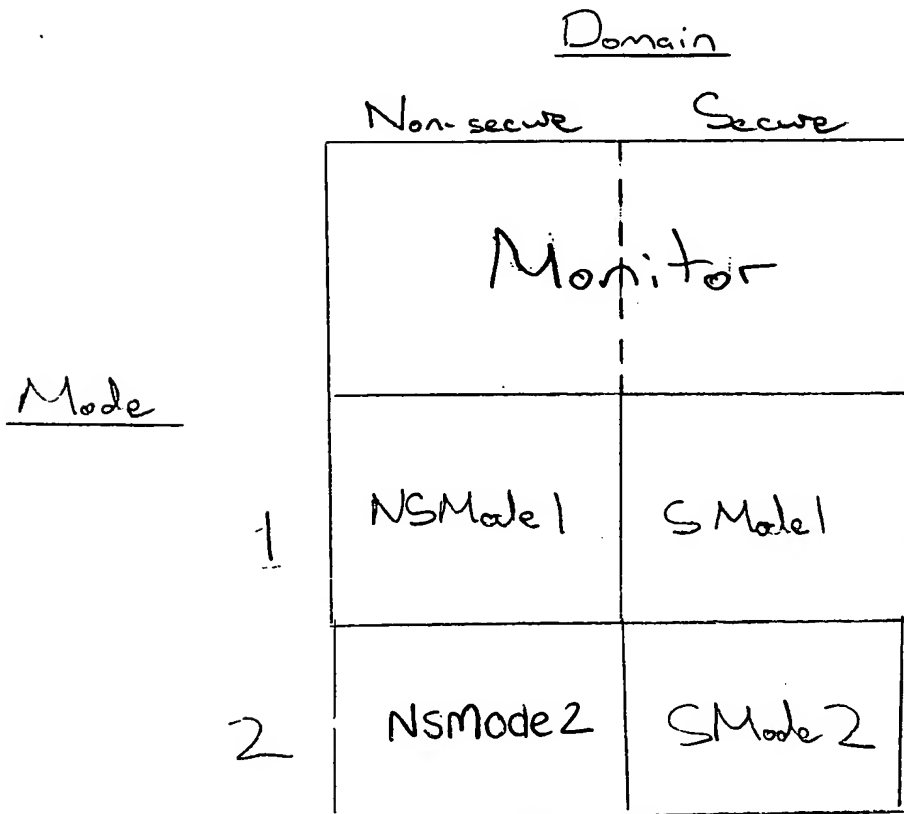 Domain
Non-secure Secure
Monitor
Mode
1 NSMode1 SMode1
2 NSMode2 SMode2